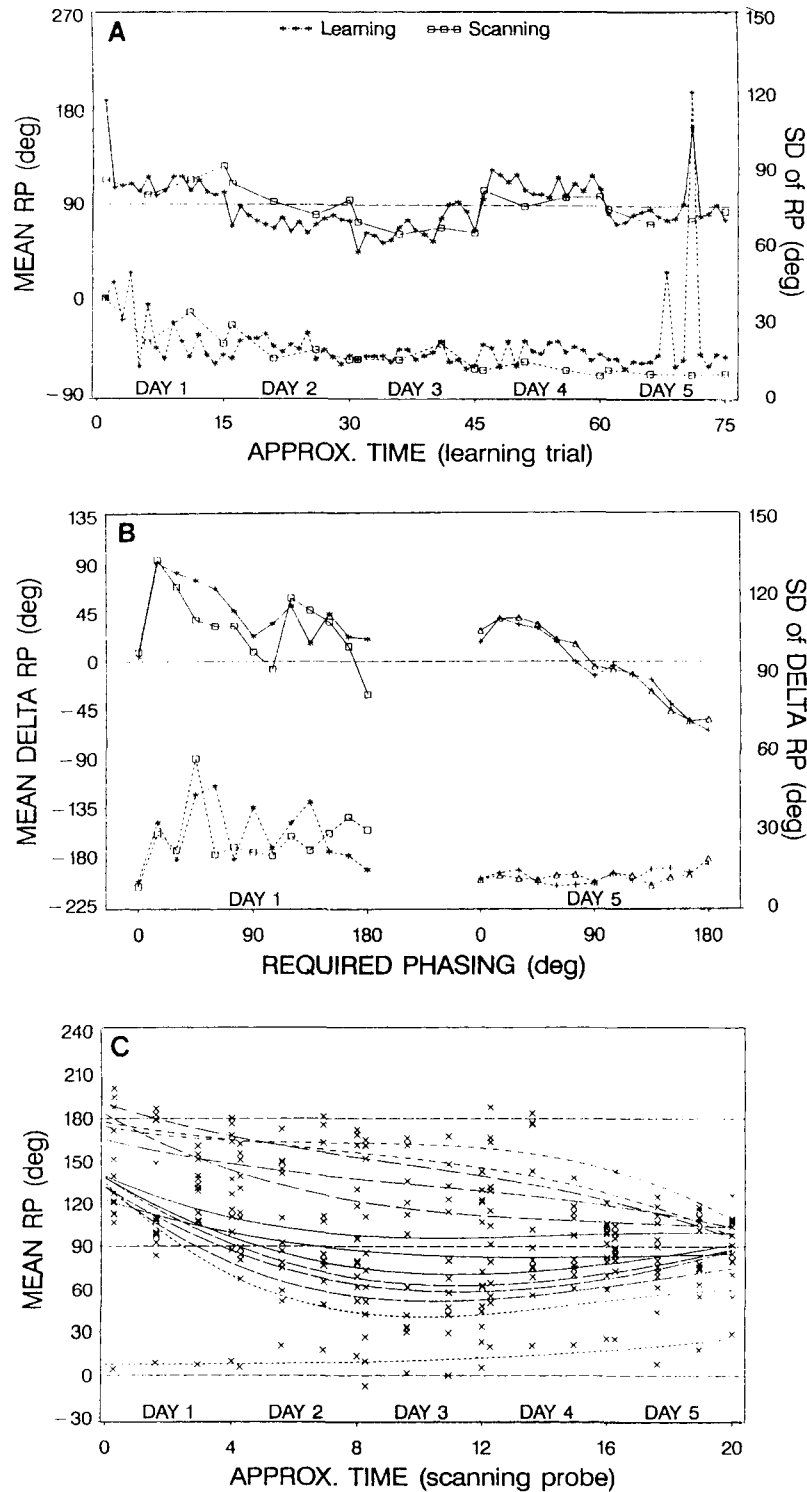 A
Learning
Scanning
270
180
90
0
−90
MEAN RP (deg)
150
120
90
60
30
0
SD of RP (deg)
DAY 1 DAY 2 DAY 3 DAY 4 DAY 5
0 15 30 45 60 75
APPROX. TIME (learning trial)
B
135
90
45
0
−45
−90
−135
−180
−225
MEAN DELTA RP (deg)
150
120
90
60
30
0
SD of DELTA RP (deg)
DAY 1 DAY 5
0 90 180 0 90 180
REQUIRED PHASING (deg)
C
240
210
180
150
120
90
60
30
0
−30
MEAN RP (deg)
DAY 1 DAY 2 DAY 3 DAY 4 DAY 5
0 4 8 12 16 20
APPROX. TIME (scanning probe)